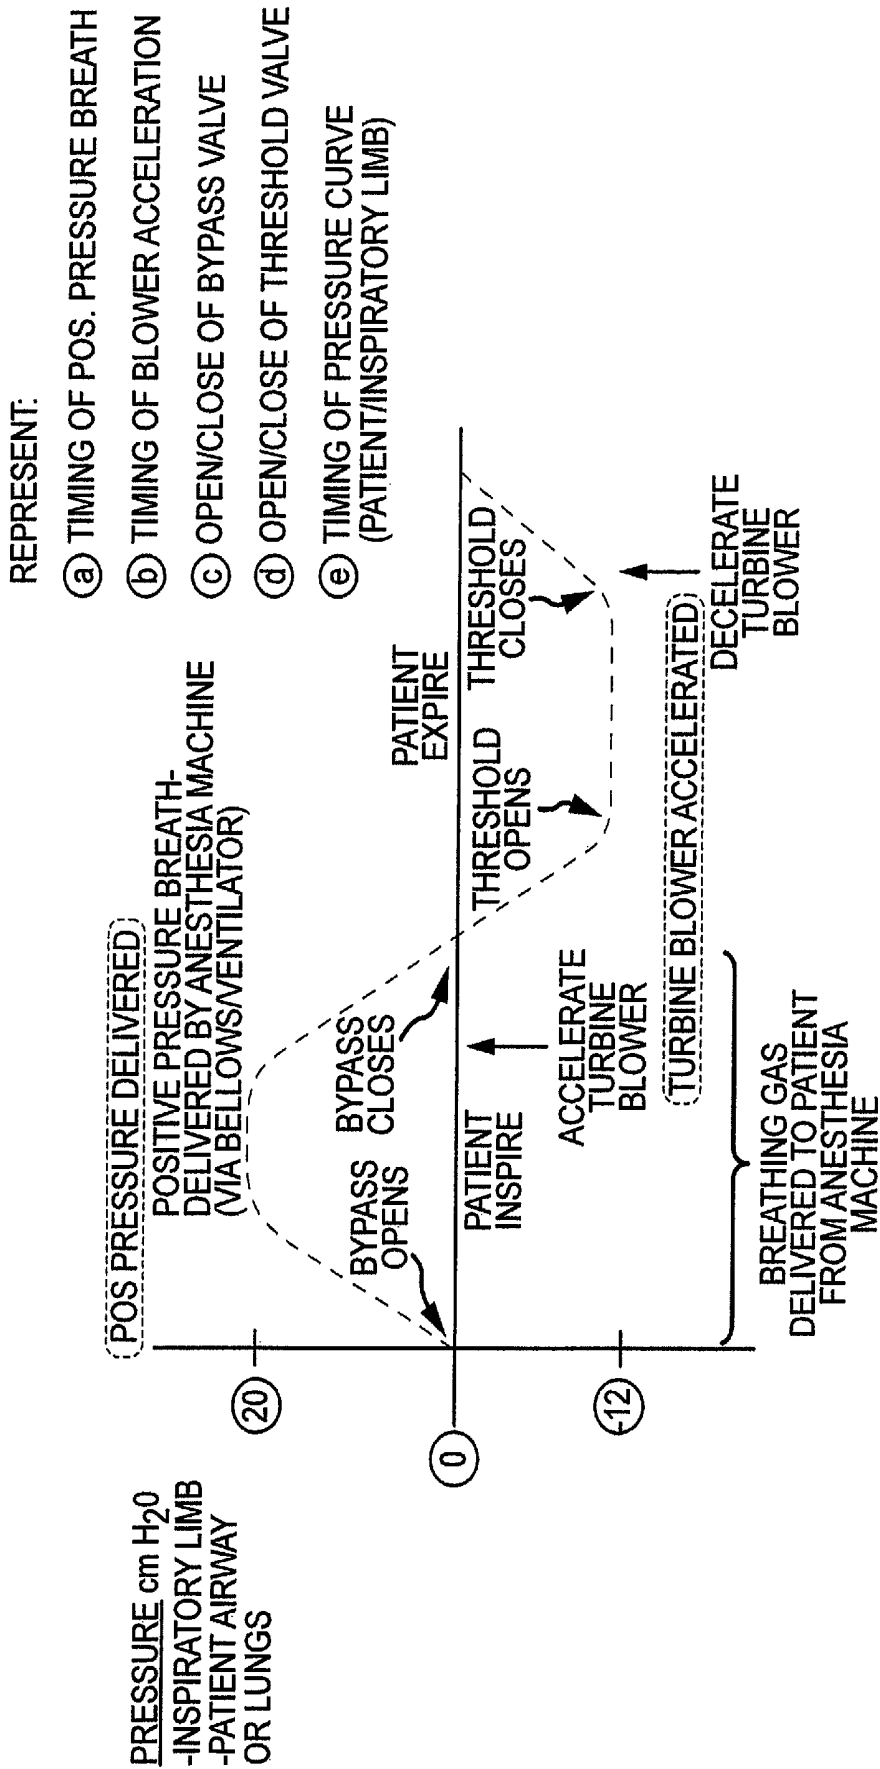 REPRESENT:
ⓐ TIMING OF POS. PRESSURE BREATH
ⓑ TIMING OF BLOWER ACCELERATION
ⓒ OPEN/CLOSE OF BYPASS VALVE
ⓓ OPEN/CLOSE OF THRESHOLD VALVE
ⓔ TIMING OF PRESSURE CURVE
(PATIENT/INSPIRATORY LIMB)
PRESSURE cm H₂0
-INSPIRATORY LIMB
-PATIENT AIRWAY
OR LUNGS
20
0
-12
POS PRESSURE DELIVERED
POSITIVE PRESSURE BREATH-
DELIVERED BY ANESTHESIA MACHINE
(VIA BELLOWS/VENTILATOR)
BYPASS
OPENS
BYPASS
CLOSES
PATIENT
INSPIRE
PATIENT
EXPIRE
THRESHOLD
OPENS
THRESHOLD
CLOSES
ACCELERATE
TURBINE
BLOWER
TURBINE BLOWER ACCELERATED
DECELERATE
TURBINE
BLOWER
BREATHING GAS
DELIVERED TO PATIENT
FROM ANESTHESIA
MACHINE